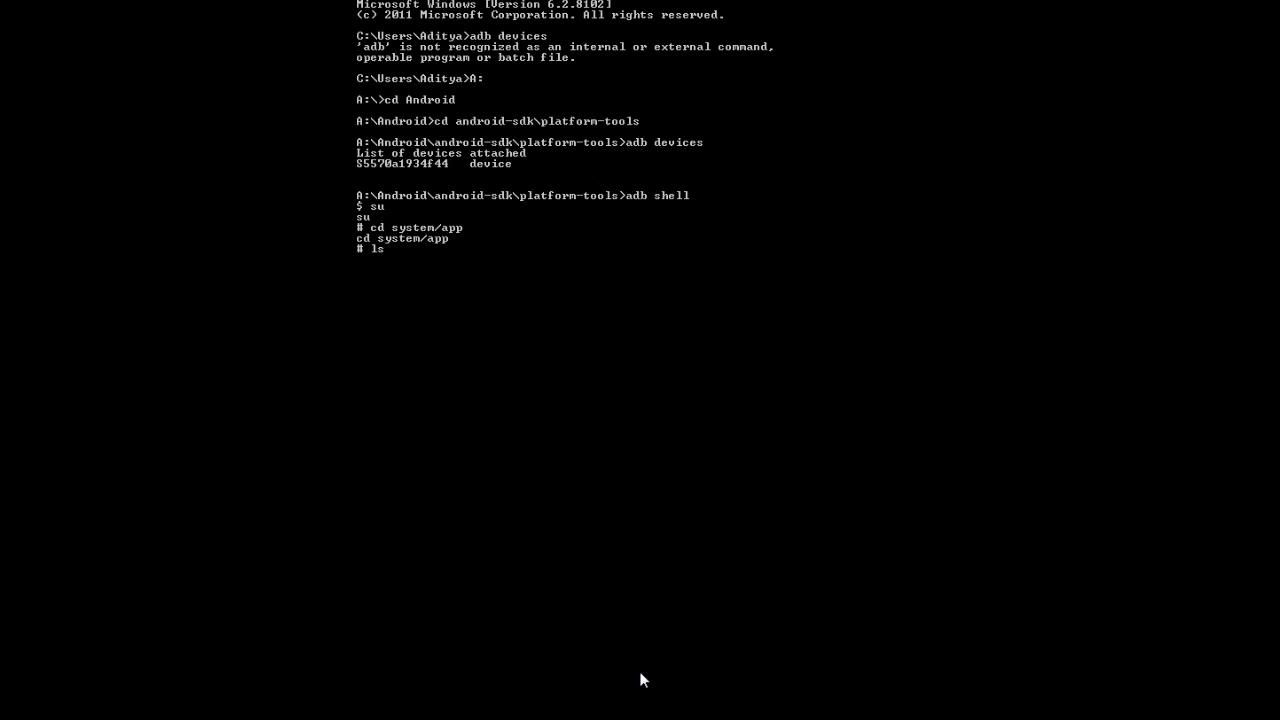 Microsoft Windows [Version 6.2.8102]
(c) 2011 Microsoft Corporation. All rights reserved.
C:\Users\Aditya>adb devices
'adb' is not recognized as an internal or external command,
operable program or batch file.
C:\Users\Aditya>A:
A:\>cd Android
A:\Android>cd android-sdk\platform-tools
A:\Android\android-sdk\platform-tools>adb devices
List of devices attached
S5570a1934f44   device
A:\Android\android-sdk\platform-tools>adb shell
$ su
su
# cd system/app
cd system/app
# ls